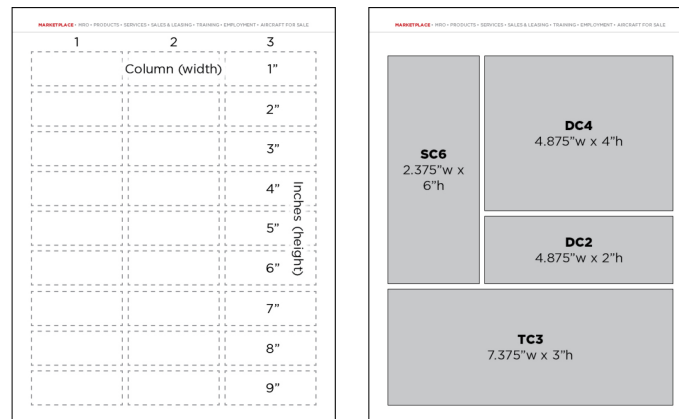 MARKETPLACE • MRO • PRODUCTS • SERVICES • SALES & LEASING • TRAINING • EMPLOYMENT • AIRCRAFT FOR SALE
1 2 3
Column (width) 1”
2”
3”
4”
5”
6”
7”
8”
9”
Inches (height)
MARKETPLACE • MRO • PRODUCTS • SERVICES • SALES & LEASING • TRAINING • EMPLOYMENT • AIRCRAFT FOR SALE
SC6
2.375”w x
6”h
DC4
4.875”w x 4”h
DC2
4.875”w x 2”h
TC3
7.375”w x 3”h